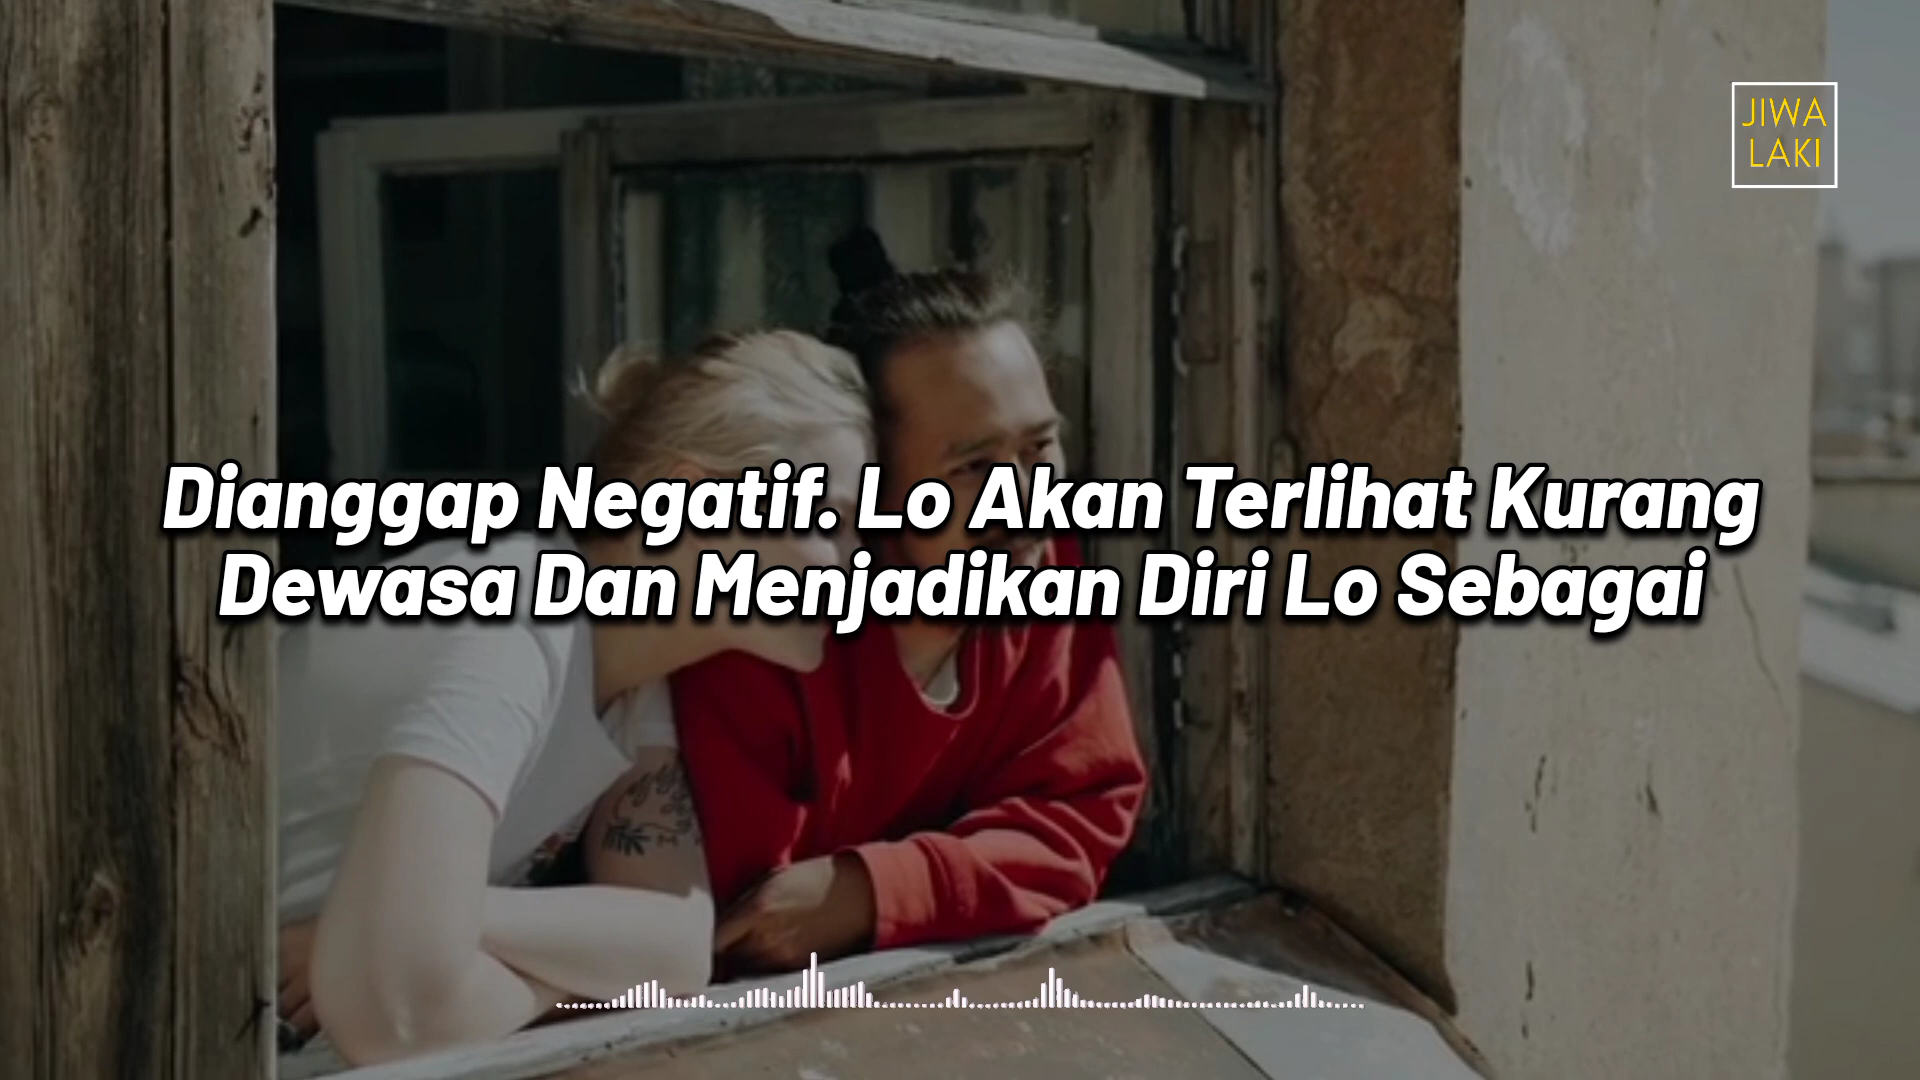 JIWA
LAKI
Dianggap Negatif. Lo Akan Terlihat Kurang
Dewasa Dan Menjadikan Diri Lo Sebagai